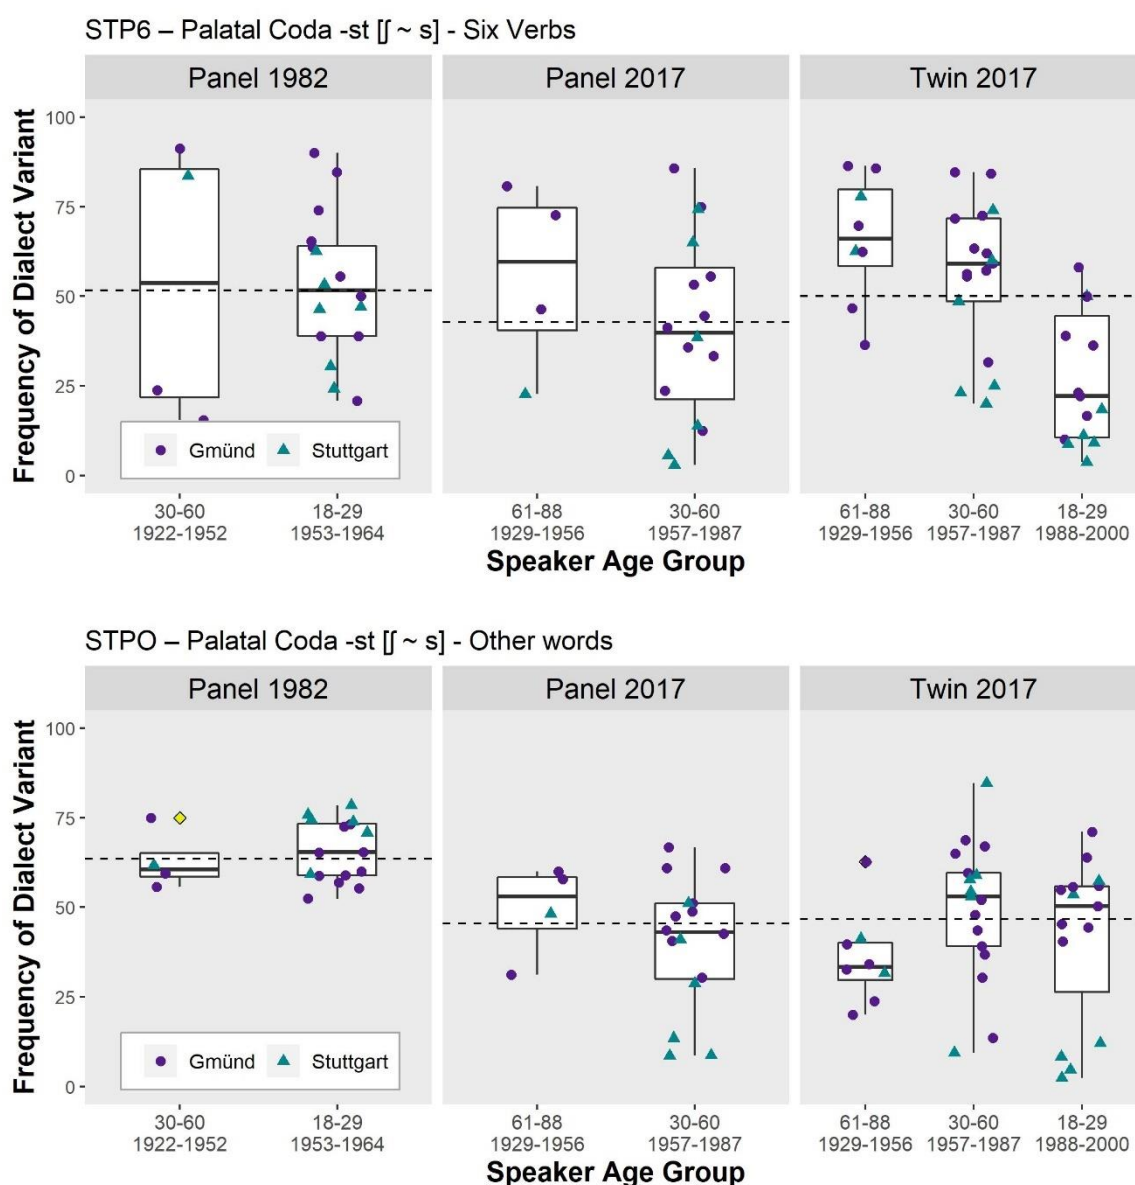 STP6 – Palatal Coda -st [ʃ ~ s] - Six Verbs
Panel 1982
Panel 2017
Twin 2017
Frequency of Dialect Variant
100
75
50
25
0
Gmünd
Stuttgart
30-60
1922-1952
18-29
1953-1964
61-88
1929-1956
30-60
1957-1987
61-88
1929-1956
30-60
1957-1987
18-29
1988-2000
Speaker Age Group
STPO – Palatal Coda -st [ʃ ~ s] - Other words
Panel 1982
Panel 2017
Twin 2017
Frequency of Dialect Variant
100
75
50
25
0
Gmünd
Stuttgart
30-60
1922-1952
18-29
1953-1964
61-88
1929-1956
30-60
1957-1987
61-88
1929-1956
30-60
1957-1987
18-29
1988-2000
Speaker Age Group